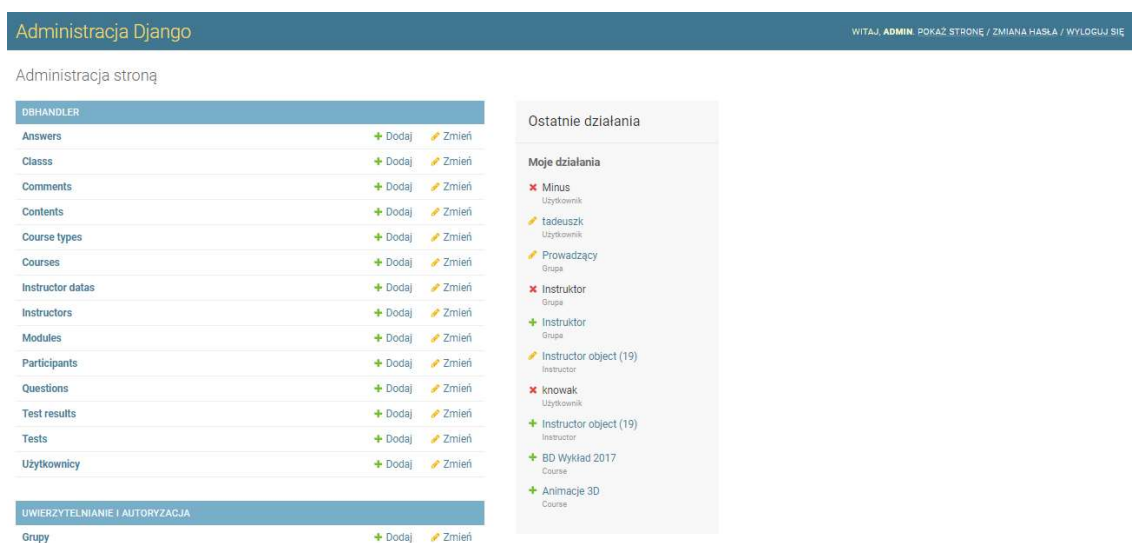 Administracja Django
WITAJ, ADMIN. POKAŻ STRONĘ / ZMIANA HASŁA / WYLOGUJ SIĘ
Administracja stroną
DBHANDLER
Answers + Dodaj Zmień
Classs + Dodaj Zmień
Comments + Dodaj Zmień
Contents + Dodaj Zmień
Course types + Dodaj Zmień
Courses + Dodaj Zmień
Instructor datas + Dodaj Zmień
Instructors + Dodaj Zmień
Modules + Dodaj Zmień
Participants + Dodaj Zmień
Questions + Dodaj Zmień
Test results + Dodaj Zmień
Tests + Dodaj Zmień
Użytkownicy + Dodaj Zmień
UWIERZYTELNIANIE I AUTORYZACJA
Grupy + Dodaj Zmień
Ostatnie działania
Moje działania
Minus
Użytkownik
tadeuszk
Użytkownik
Prowadzący
Grupa
Instruktor
Grupa
+ Instruktor
Grupa
Instructor object (19)
Instructor
knowak
Użytkownik
+ Instructor object (19)
Instructor
+ BD Wykład 2017
Course
+ Animacje 3D
Course